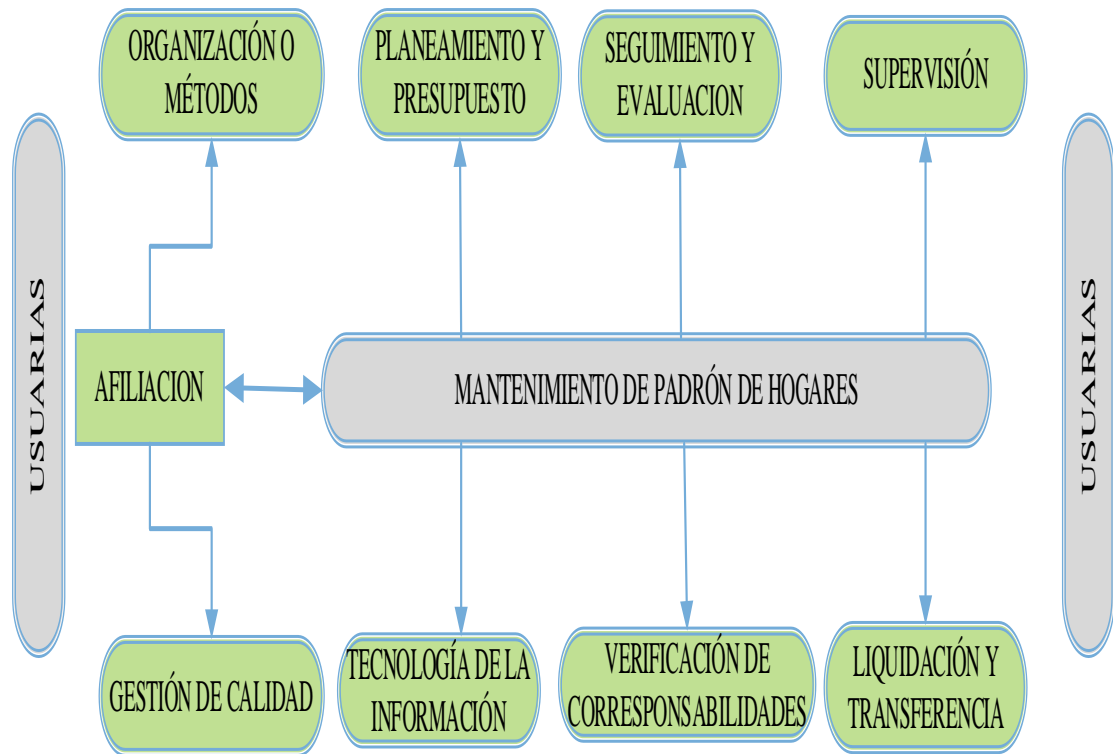 ORGANIZACIÓN O
MÉTODOS
PLANEAMIENTO Y
PRESUPUESTO
SEGUIMIENTO Y
EVALUACION
SUPERVISIÓN
USUARIAS
AFILIACION
MANTENIMIENTO DE PADRÓN DE HOGARES
USUARIAS
GESTIÓN DE CALIDAD
TECNOLOGÍA DE LA
INFORMACIÓN
VERIFICACIÓN DE
CORRESPONSABILIDADES
LIQUIDACIÓN Y
TRANSFERENCIA